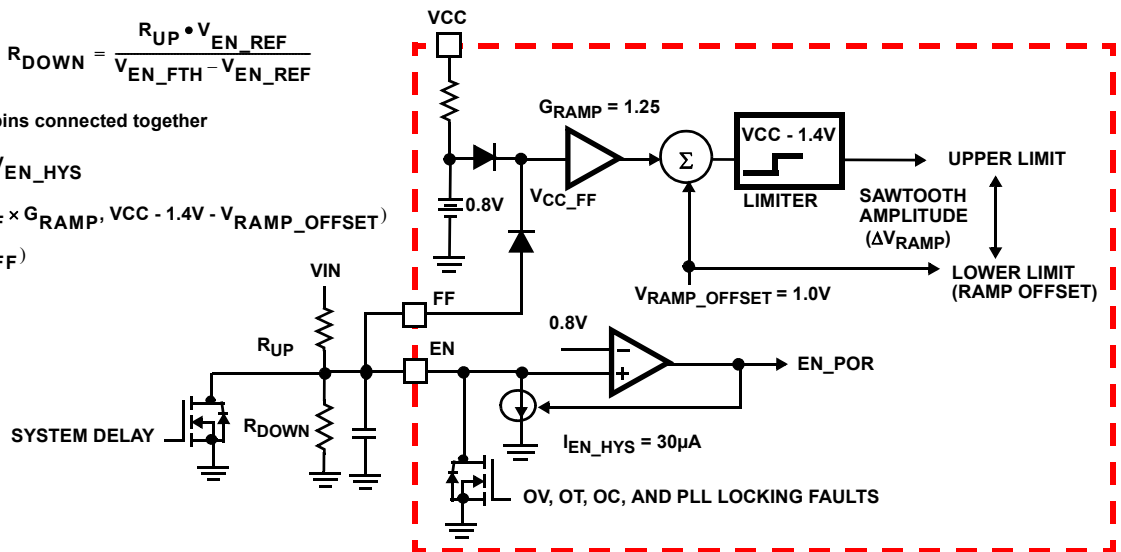 R_DOWN = (R_UP • V_EN_REF) / (V_EN_FTH – V_EN_REF)
pins connected together
V_EN_HYS
× G_RAMP, VCC - 1.4V - V_RAMP_OFFSET)
FF)
VCC
G_RAMP = 1.25
0.8V
V_CC_FF
Σ
VCC - 1.4V
LIMITER
UPPER LIMIT
SAWTOOTH
AMPLITUDE
(ΔV_RAMP)
LOWER LIMIT
(RAMP OFFSET)
V_RAMP_OFFSET = 1.0V
VIN
FF
R_UP
EN
0.8V
–
+
EN_POR
SYSTEM DELAY
R_DOWN
I_EN_HYS = 30µA
OV, OT, OC, AND PLL LOCKING FAULTS